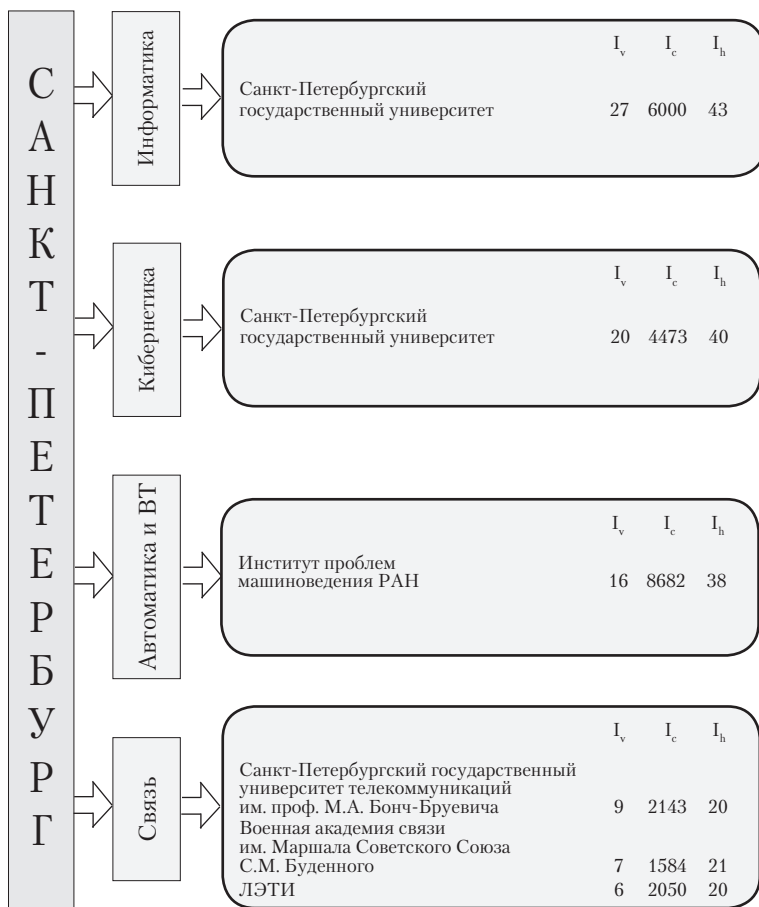 САНКТ-ПЕТЕРБУРГ
Информатика
I_v I_c I_h
Санкт-Петербургский
государственный университет 27 6000 43
Кибернетика
I_v I_c I_h
Санкт-Петербургский
государственный университет 20 4473 40
Автоматика и ВТ
I_v I_c I_h
Институт проблем
машиноведения РАН 16 8682 38
Связь
I_v I_c I_h
Санкт-Петербургский государственный
университет телекоммуникаций
им. проф. М.А. Бонч-Бруевича 9 2143 20
Военная академия связи
им. Маршала Советского Союза
С.М. Буденного 7 1584 21
ЛЭТИ 6 2050 20